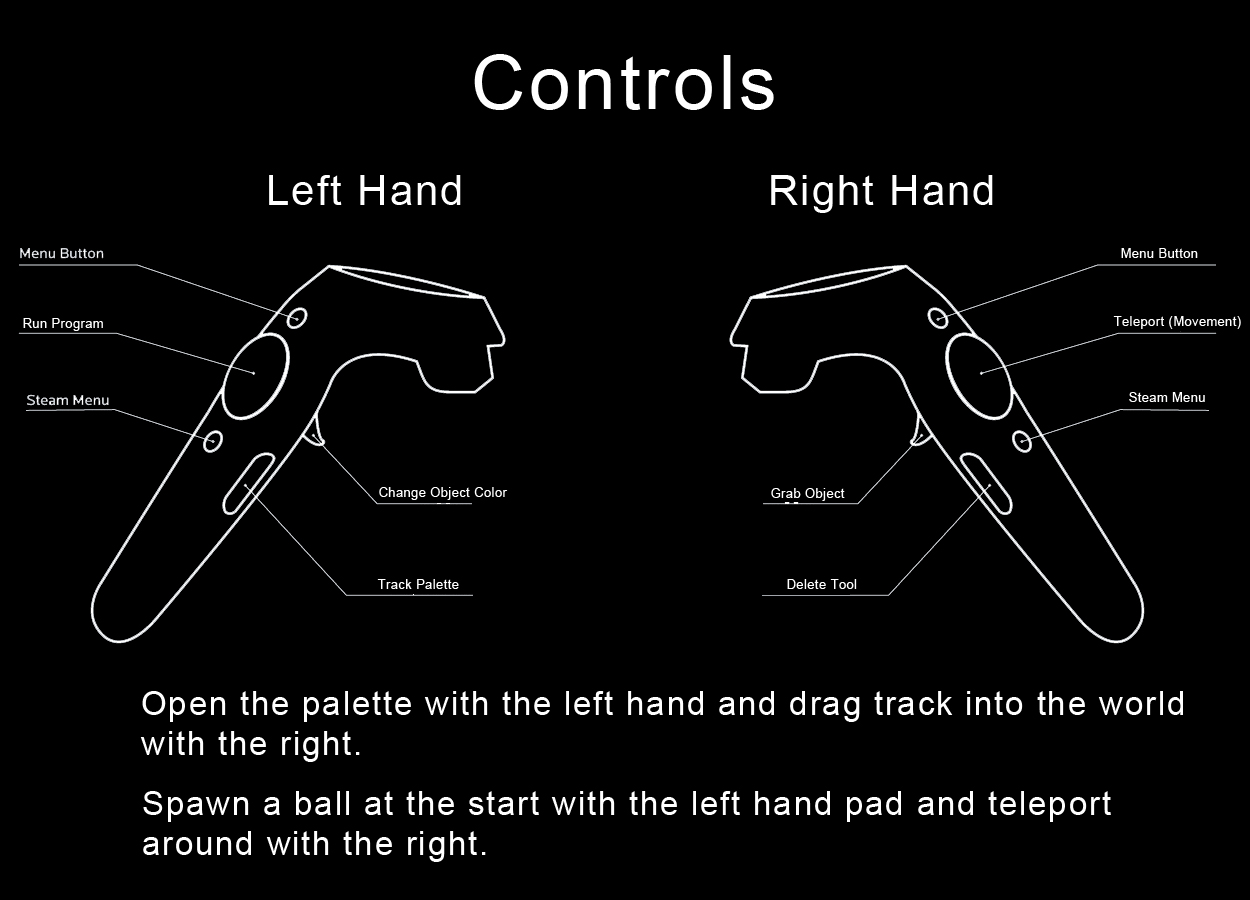 Controls
Left Hand
Right Hand
Menu Button
Run Program
Steam Menu
Change Object Color
Track Palette
Menu Button
Teleport (Movement)
Steam Menu
Grab Object
Delete Tool
Open the palette with the left hand and drag track into the world
with the right.
Spawn a ball at the start with the left hand pad and teleport
around with the right.